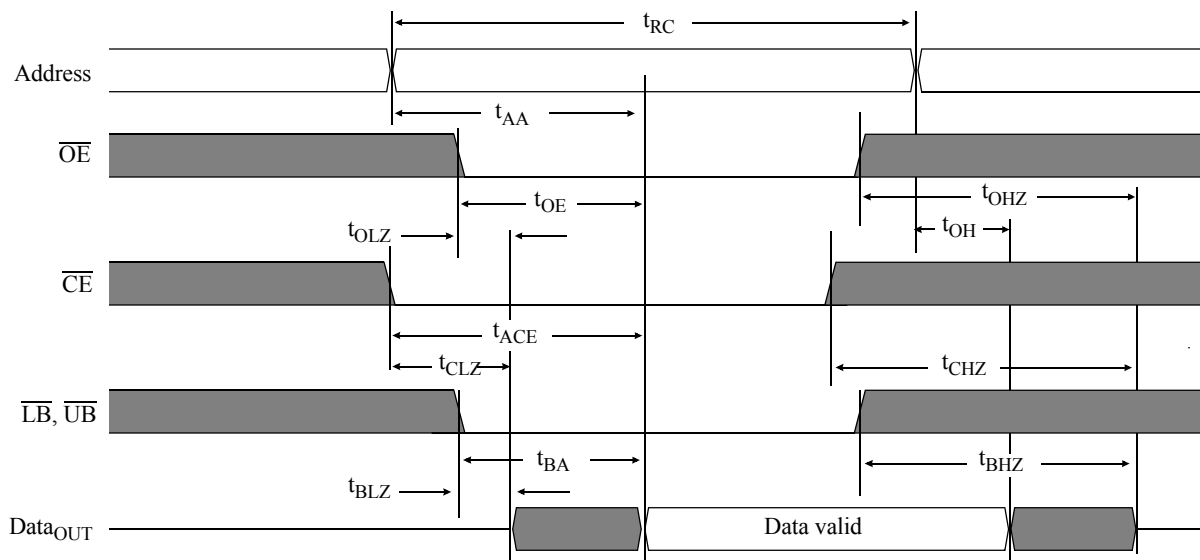 tRC
Address
tAA
OE
tOE
tOHZ
tOLZ
tOH
CE
tACE
tCLZ
tCHZ
LB, UB
tBA
tBHZ
tBLZ
DataOUT
Data valid